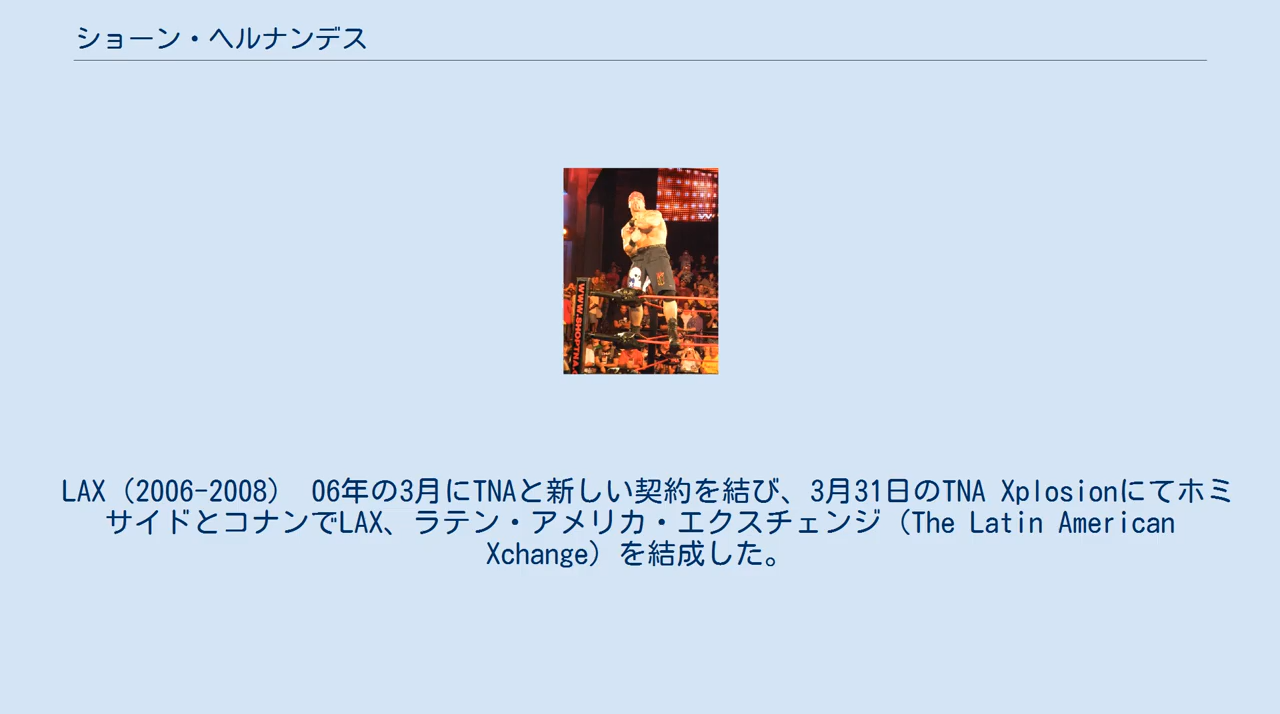 ショーン・ヘルナンデス
WWW.SHOPTNA
LAX（2006-2008） 06年の3月にTNAと新しい契約を結び、3月31日のTNA Xplosionにてホミ
サイドとコナンでLAX、ラテン・アメリカ・エクスチェンジ（The Latin American
Xchange）を結成した。